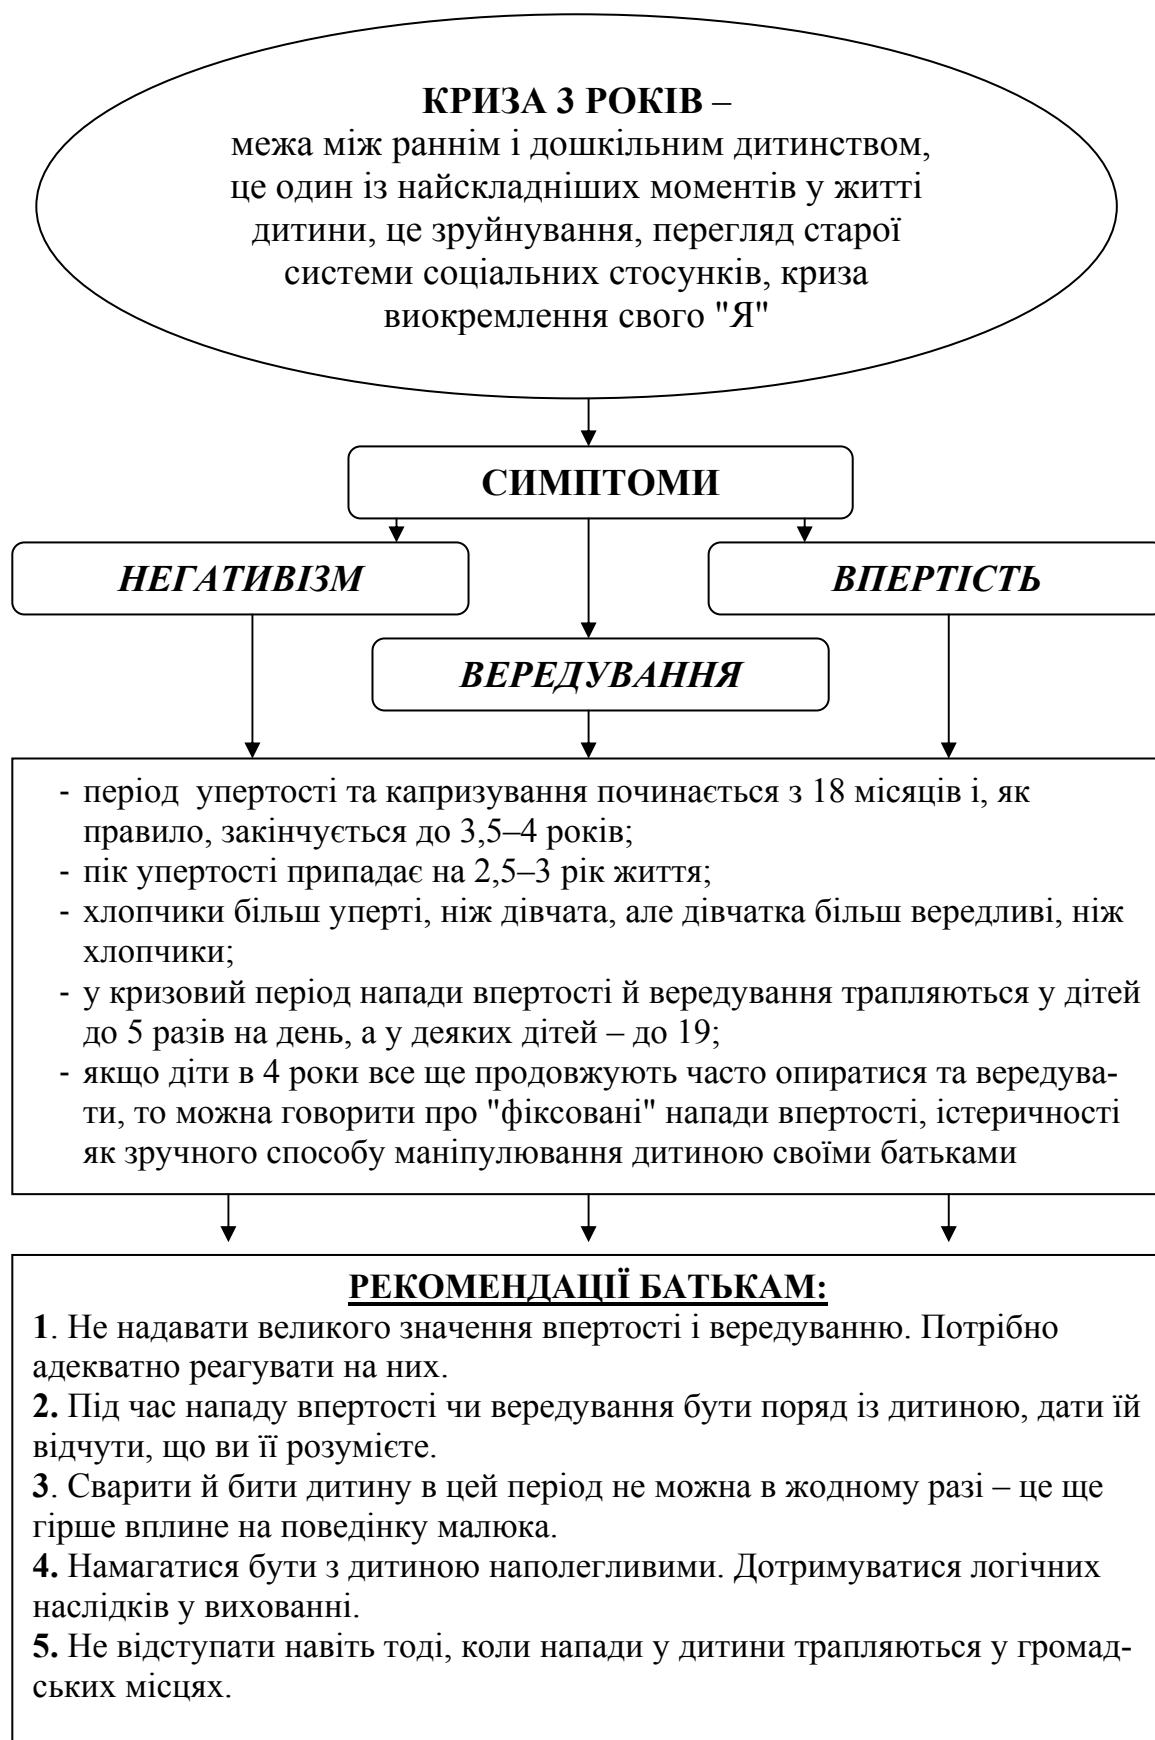 КРИЗА 3 РОКІВ –
межа між раннім і дошкільним дитинством,
це один із найскладніших моментів у житті
дитини, це зруйнування, перегляд старої
системи соціальних стосунків, криза
виокремлення свого "Я"
СИМПТОМИ
НЕГАТИВІЗМ
ВПЕРТІСТЬ
ВЕРЕДУВАННЯ
- період упертості та капризування починається з 18 місяців і, як
правило, закінчується до 3,5–4 років;
- пік упертості припадає на 2,5–3 рік життя;
- хлопчики більш уперті, ніж дівчата, але дівчатка більш вередливі, ніж
хлопчики;
- у кризовий період напади впертості й вередування трапляються у дітей
до 5 разів на день, а у деяких дітей – до 19;
- якщо діти в 4 роки все ще продовжують часто опиратися та вередува-
ти, то можна говорити про "фіксовані" напади впертості, істеричності
як зручного способу маніпулювання дитиною своїми батьками
РЕКОМЕНДАЦІЇ БАТЬКАМ:
1. Не надавати великого значення впертості і вередуванню. Потрібно
адекватно реагувати на них.
2. Під час нападу впертості чи вередування бути поряд із дитиною, дати їй
відчути, що ви її розумієте.
3. Сварити й бити дитину в цей період не можна в жодному разі – це ще
гірше вплине на поведінку малюка.
4. Намагатися бути з дитиною наполегливими. Дотримуватися логічних
наслідків у вихованні.
5. Не відступати навіть тоді, коли напади у дитини трапляються у громад-
ських місцях.